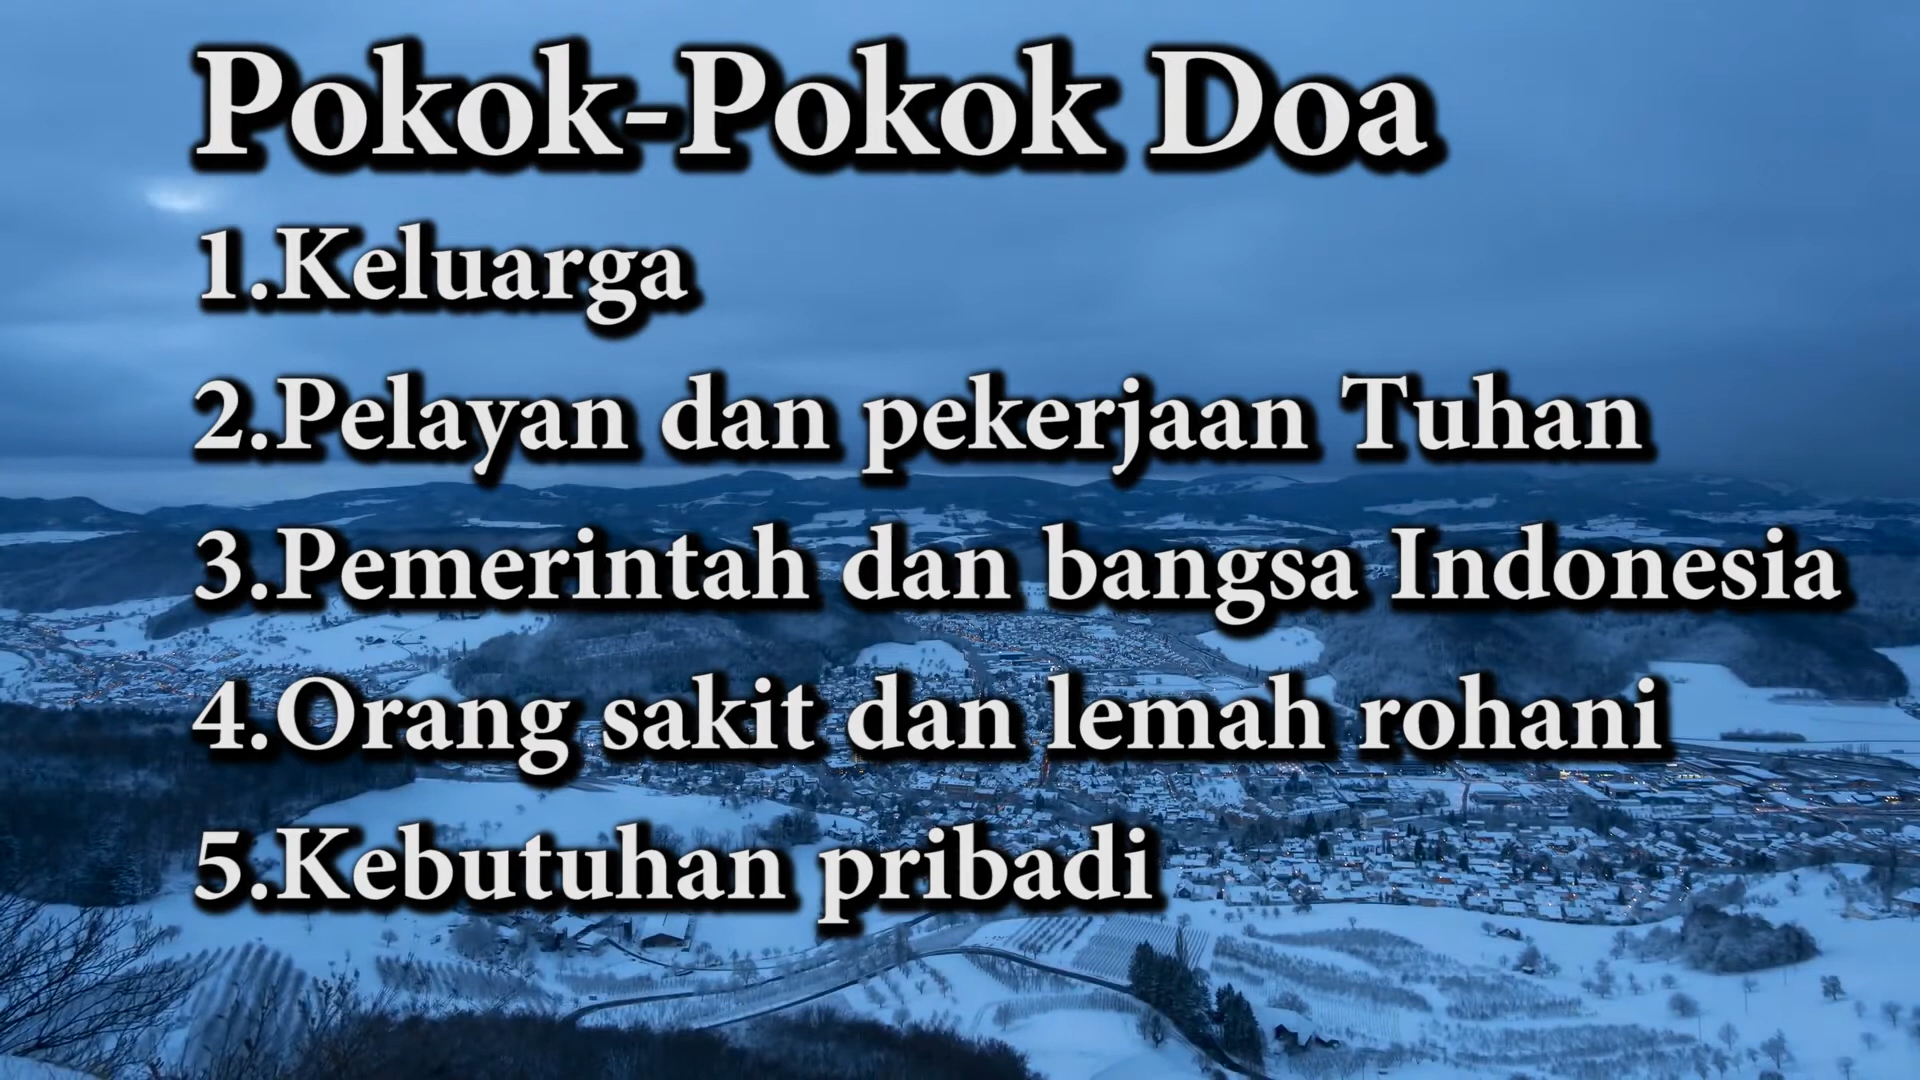 Pokok-Pokok Doa
1.Keluarga
2.Pelayan dan pekerjaan Tuhan
3.Pemerintah dan bangsa Indonesia
4.Orang sakit dan lemah rohani
5.Kebutuhan pribadi